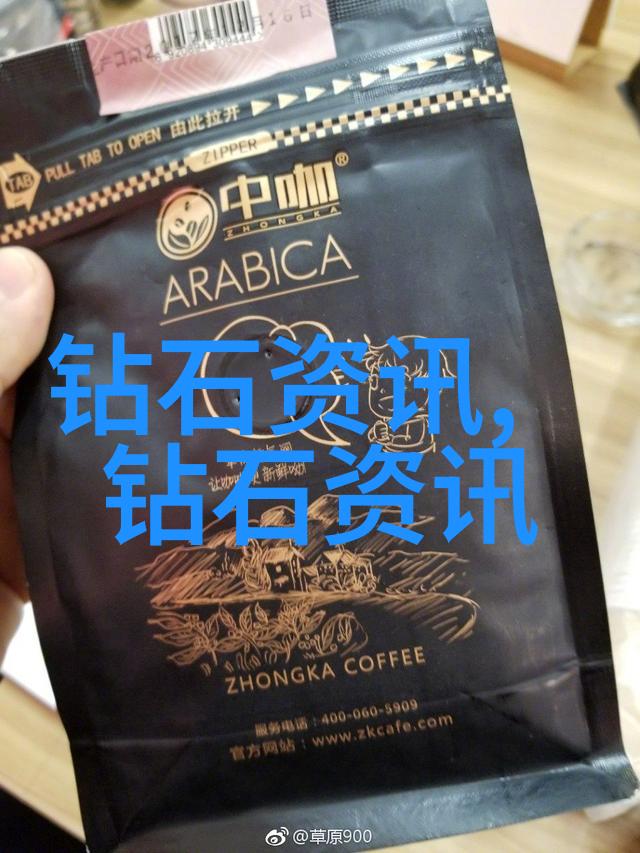 PULL TAB TO OPEN 由此拉开
TAB
ZIPPER
中咖®
ZHONGKA
ARABICA
钻石资讯,
钻石资讯
ZHONGKA COFFEE
服务电话:400-060-5909
官方网站:www.zkcafe.com
@草原900